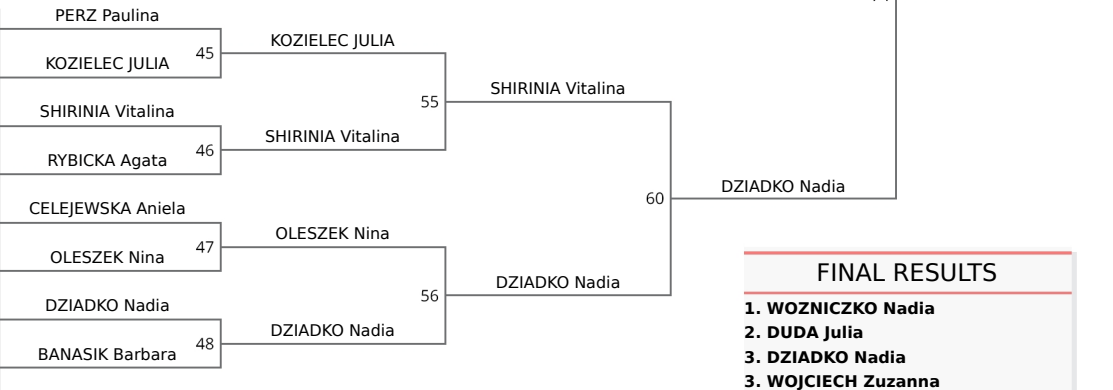 PERZ Paulina
45
KOZIELEC JULIA
KOZIELEC JULIA
55
SHIRINIA Vitalina
46
RYBICKA Agata
SHIRINIA Vitalina
SHIRINIA Vitalina
60
CELEJEWSKA Aniela
47
OLESZEK Nina
OLESZEK Nina
56
DZIADKO Nadia
48
BANASIK Barbara
DZIADKO Nadia
DZIADKO Nadia
DZIADKO Nadia
FINAL RESULTS
1. WOZNICZKO Nadia
2. DUDA Julia
3. DZIADKO Nadia
3. WOJCIECH Zuzanna